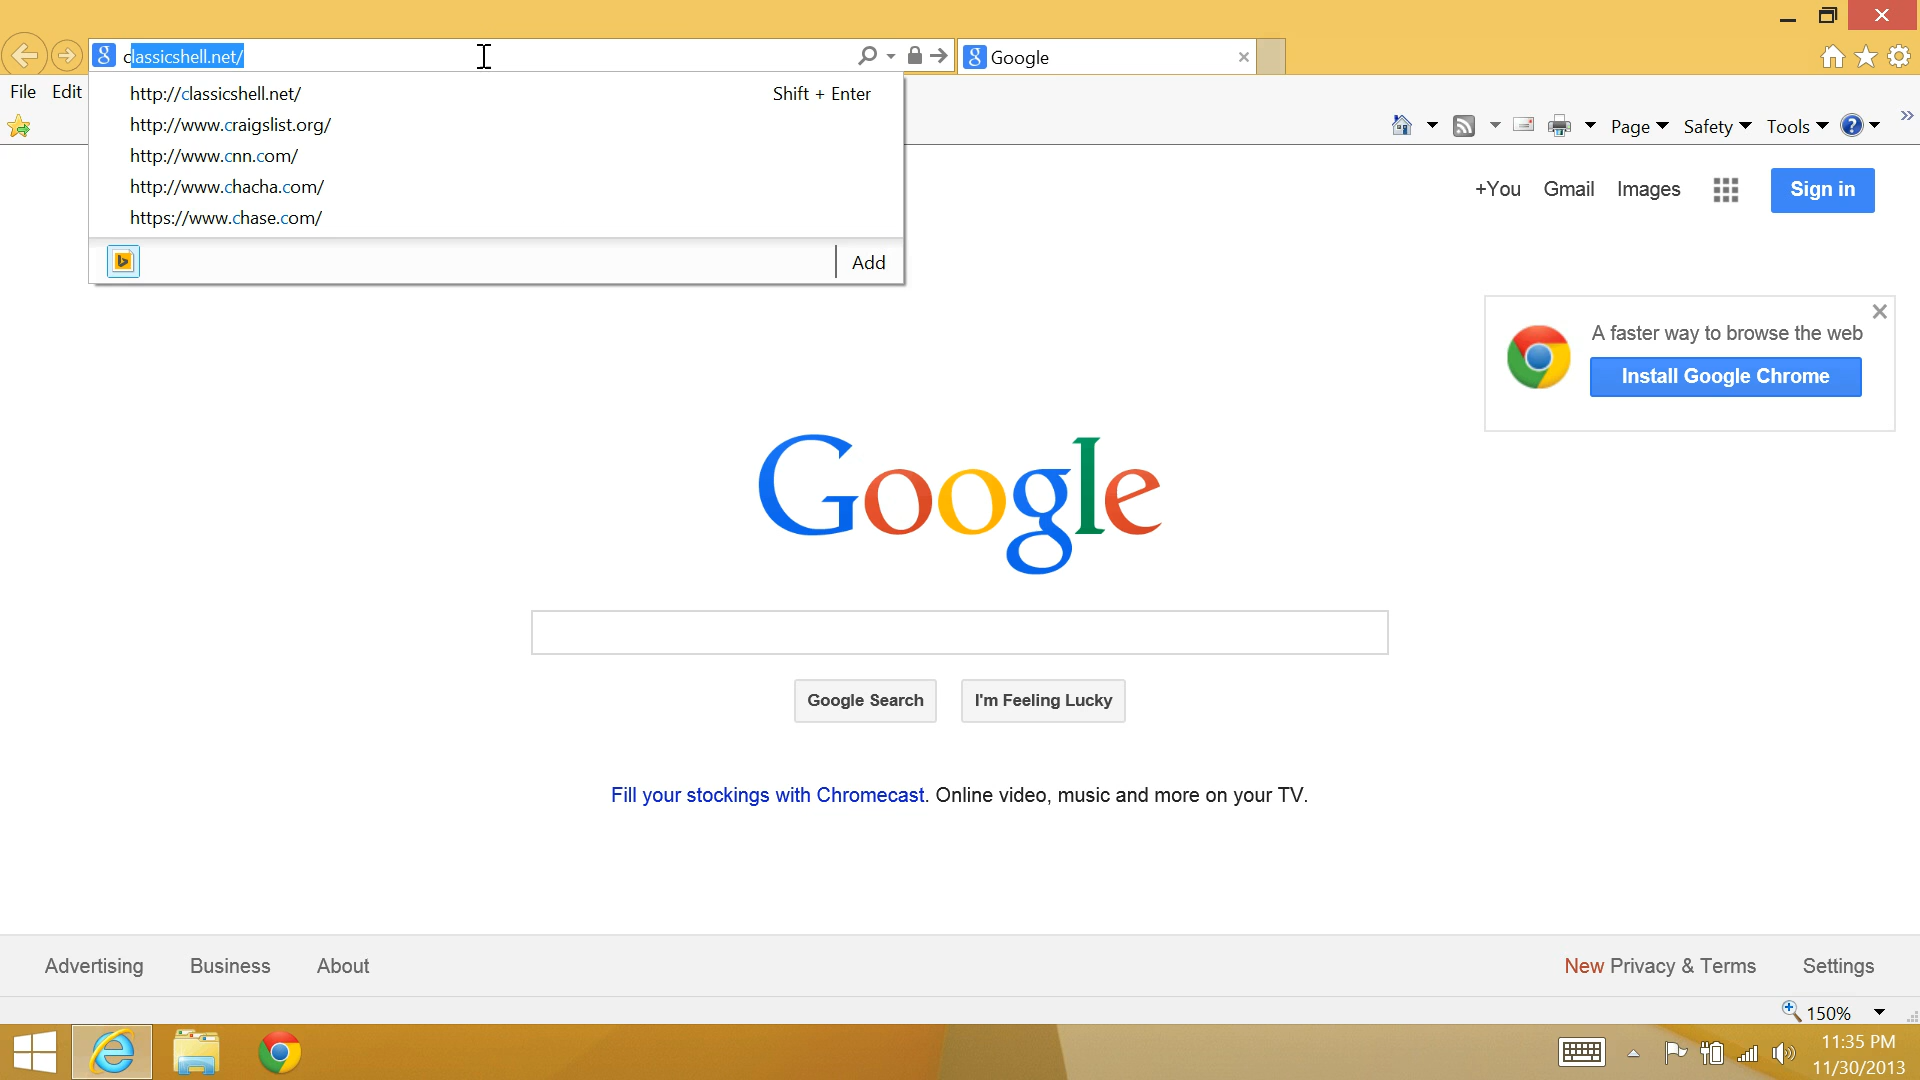 classicshell.net/
Google
File Edit
http://classicshell.net/ Shift + Enter
http://www.craigslist.org/
http://www.cnn.com/
http://www.chacha.com/
https://www.chase.com/
Add
Page Safety Tools
+You Gmail Images Sign in
A faster way to browse the web
Install Google Chrome
Google
Google Search I'm Feeling Lucky
Fill your stockings with Chromecast. Online video, music and more on your TV.
Advertising Business About New Privacy & Terms Settings
150%
11:35 PM
11/30/2013